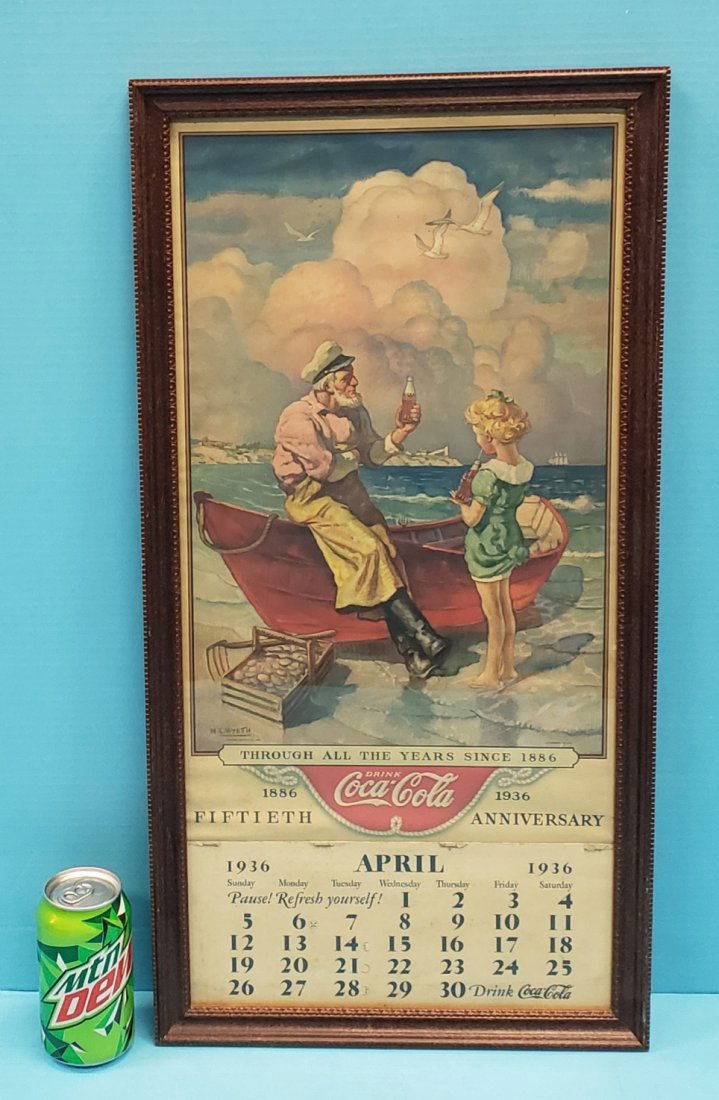 N.C. WYETH
THROUGH ALL THE YEARS SINCE 1886
DRINK
Coca-Cola
1886 1936
FIFTIETH ANNIVERSARY
1936 APRIL 1936
Sunday Monday Tuesday Wednesday Thursday Friday Saturday
Pause! Refresh yourself! 1 2 3 4
5 6 7 8 9 10 11
12 13 14 15 16 17 18
19 20 21 22 23 24 25
26 27 28 29 30 Drink Coca-Cola
Mtn
DEW